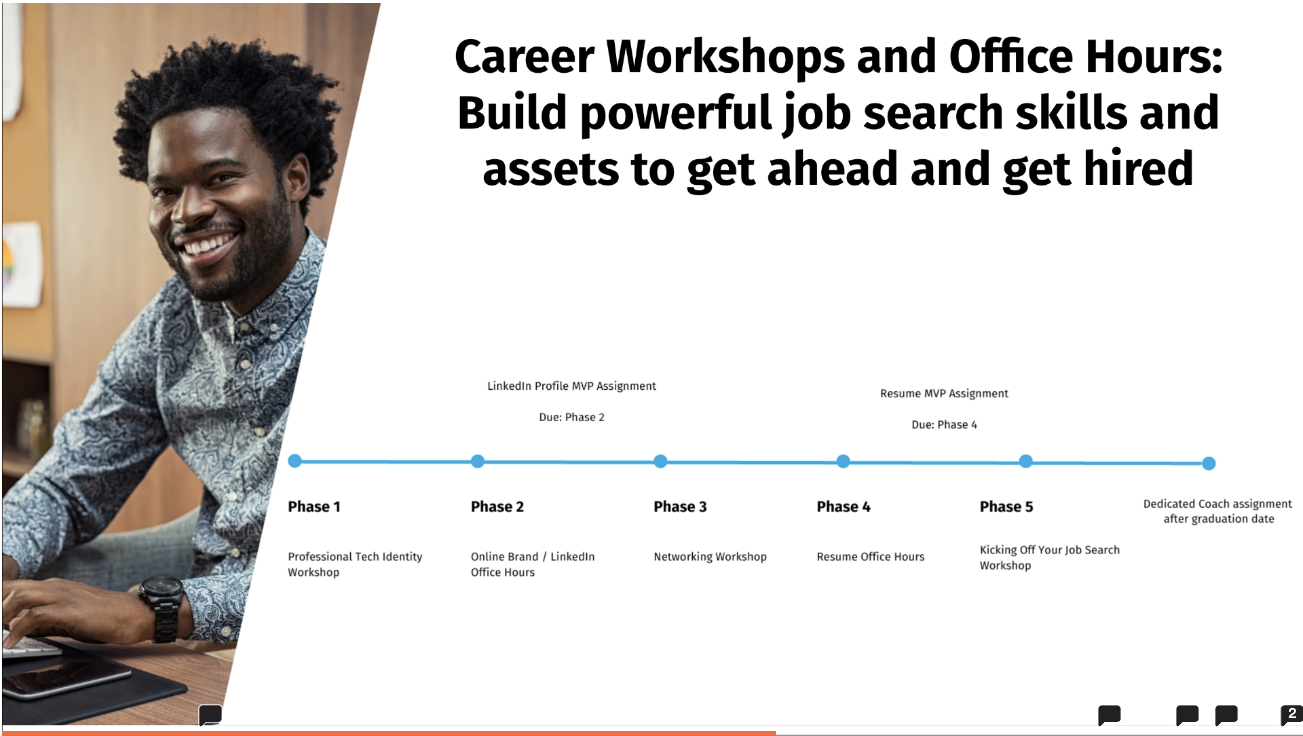 Career Workshops and Office Hours:
Build powerful job search skills and
assets to get ahead and get hired
LinkedIn Profile MVP Assignment
Due: Phase 2
Resume MVP Assignment
Due: Phase 4
Phase 1
Professional Tech Identity
Workshop
Phase 2
Online Brand / LinkedIn
Office Hours
Phase 3
Networking Workshop
Phase 4
Resume Office Hours
Phase 5
Kicking Off Your Job Search
Workshop
Dedicated Coach assignment
after graduation date
2